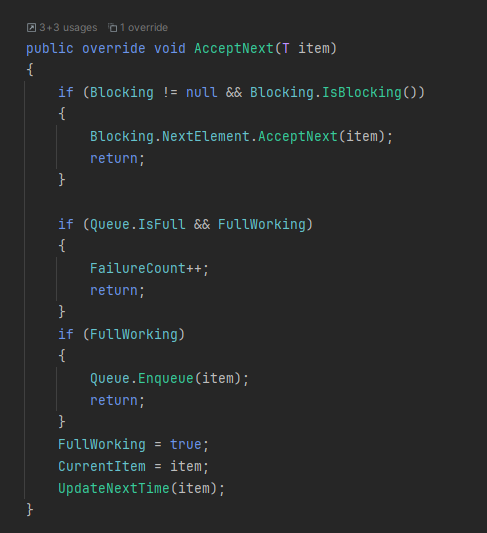 3+3 usages 1 override
public override void AcceptNext(T item)
{
    if (Blocking != null && Blocking.IsBlocking())
    {
        Blocking.NextElement.AcceptNext(item);
        return;
    }

    if (Queue.IsFull && FullWorking)
    {
        FailureCount++;
        return;
    }
    if (FullWorking)
    {
        Queue.Enqueue(item);
        return;
    }
    FullWorking = true;
    CurrentItem = item;
    UpdateNextTime(item);
}